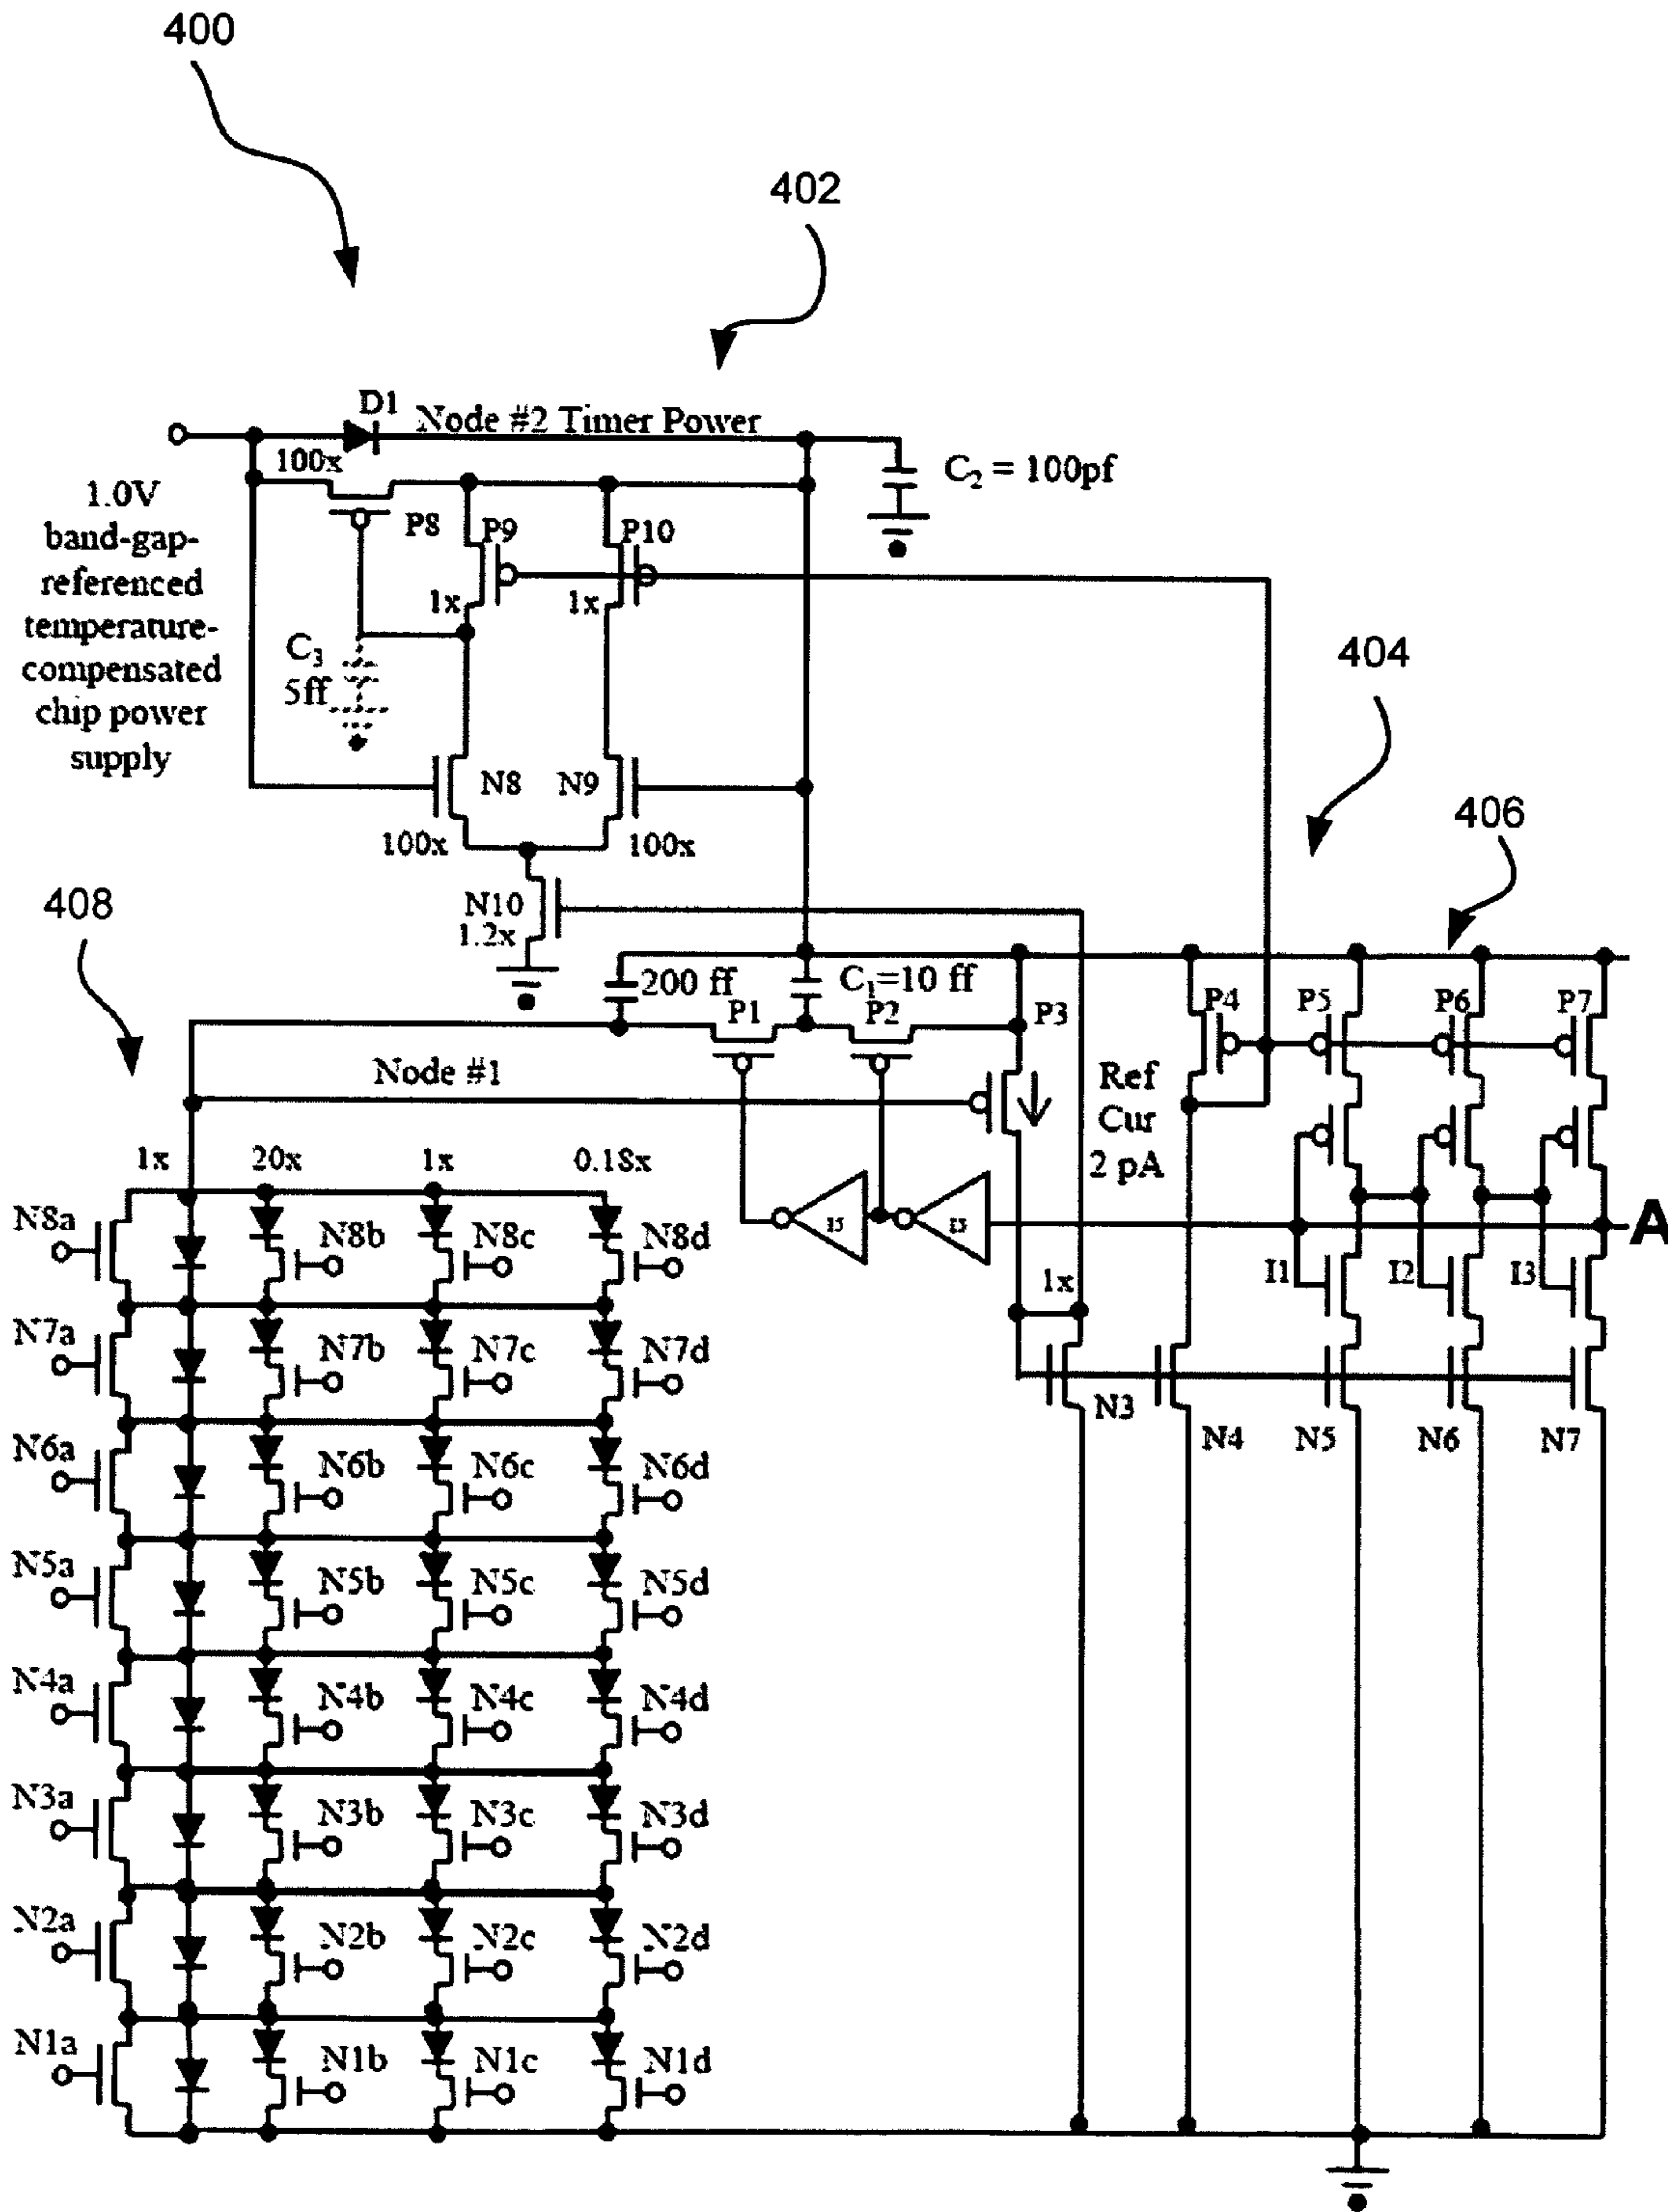 400
402
D1
Node #2 Timer Power
100x
C₂ = 100pf
1.0V
band-gap-
referenced
temperature-
compensated
chip power
supply
P8
P9
P10
1x
1x
C₃
5ff
404
N8
N9
100x
100x
406
408
N10
1.2x
200 ff
C₁=10 ff
P1
P2
P3
P4
P5
P6
P7
Node #1
Ref
Cur
2 pA
1x
20x
1x
0.18x
N8a
N8b
N8c
N8d
I5
I3
A
I1
I2
I3
1x
N7a
N7b
N7c
N7d
N3
N4
N5
N6
N7
N6a
N6b
N6c
N6d
N5a
N5b
N5c
N5d
N4a
N4b
N4c
N4d
N3a
N3b
N3c
N3d
N2a
N2b
N2c
N2d
N1a
N1b
N1c
N1d